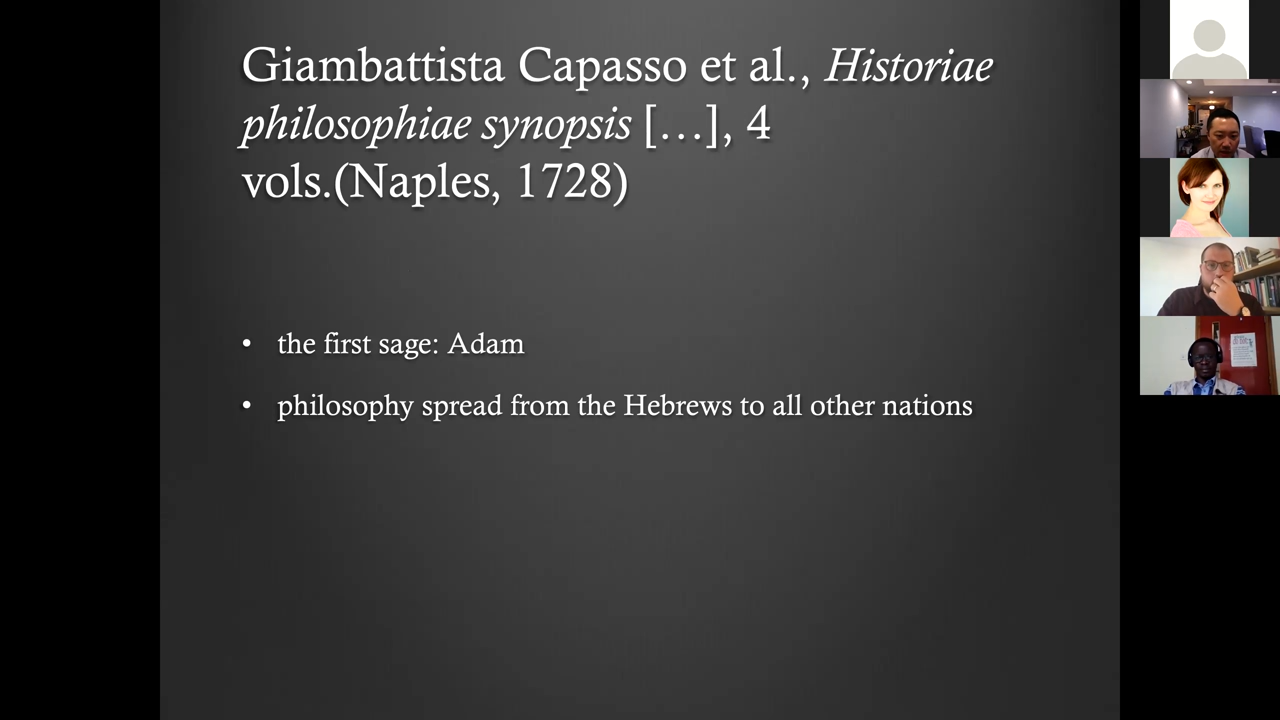 Giambattista Capasso et al., Historiae
philosophiae synopsis […], 4
vols.(Naples, 1728)
• the first sage: Adam
• philosophy spread from the Hebrews to all other nations